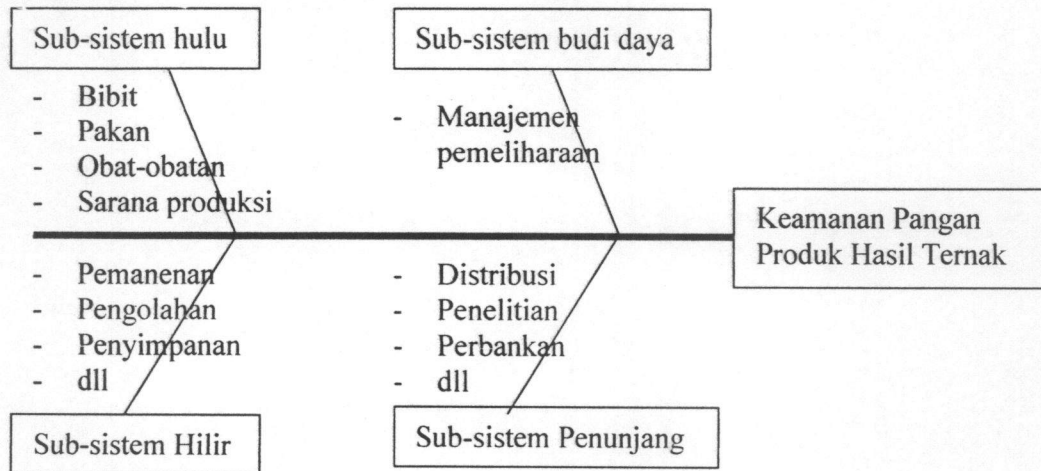 Sub-sistem hulu
- Bibit
- Pakan
- Obat-obatan
- Sarana produksi
Sub-sistem budi daya
- Manajemen
pemeliharaan
Keamanan Pangan
Produk Hasil Ternak
- Pemanenan
- Pengolahan
- Penyimpanan
- dll
Sub-sistem Hilir
- Distribusi
- Penelitian
- Perbankan
- dll
Sub-sistem Penunjang